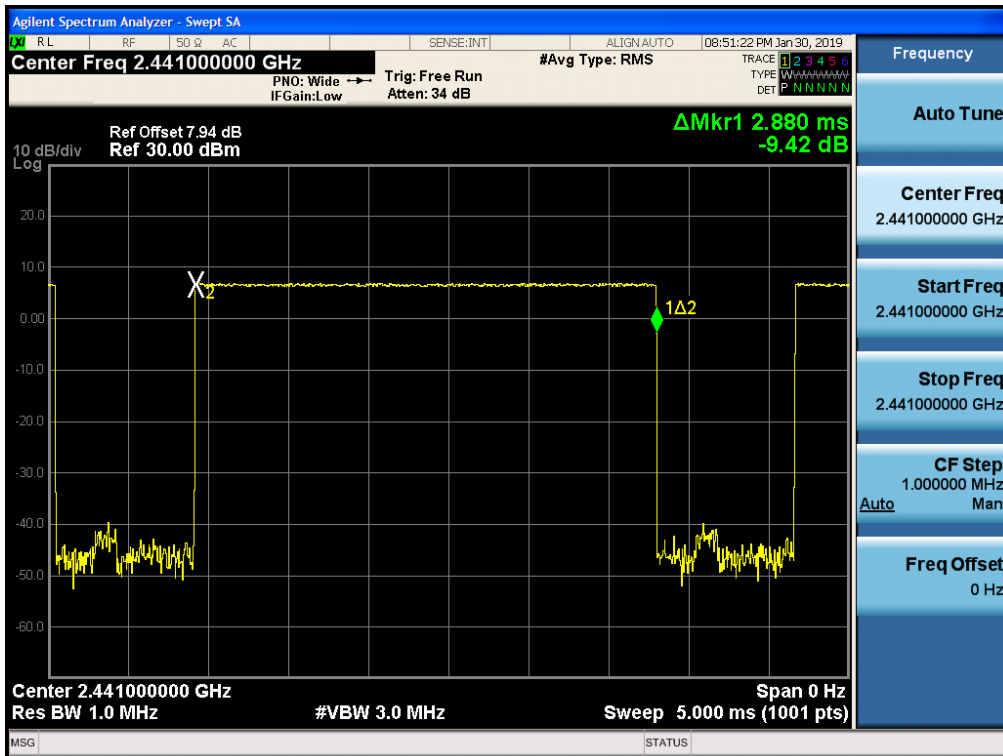 Agilent Spectrum Analyzer - Swept SA
LXI RL RF 50 Ω AC SENSE:INT ALIGN AUTO 08:51:22 PM Jan 30, 2019
Center Freq 2.441000000 GHz
PNO: Wide
IFGain:Low
Trig: Free Run
Atten: 34 dB
#Avg Type: RMS
TRACE 1 2 3 4 5 6
TYPE W
DET P N N N N N
Ref Offset 7.94 dB
10 dB/div Ref 30.00 dBm
Log
ΔMkr1 2.880 ms
-9.42 dB
20.0
10.0
0.00
-10.0
-20.0
-30.0
-40.0
-50.0
-60.0
2
1Δ2
Center 2.441000000 GHz Span 0 Hz
Res BW 1.0 MHz #VBW 3.0 MHz Sweep 5.000 ms (1001 pts)
MSG STATUS
Frequency
Auto Tune
Center Freq
2.441000000 GHz
Start Freq
2.441000000 GHz
Stop Freq
2.441000000 GHz
CF Step
1.000000 MHz
Auto Man
Freq Offset
0 Hz